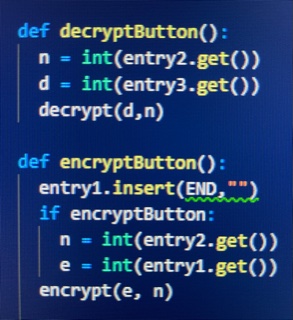 def decryptButton():
n = int(entry2.get())
d = int(entry3.get())
decrypt(d,n)
def encryptButton():
entry1.insert(END,"")
if encryptButton:
n = int(entry2.get())
e = int(entry1.get())
encrypt(e, n)